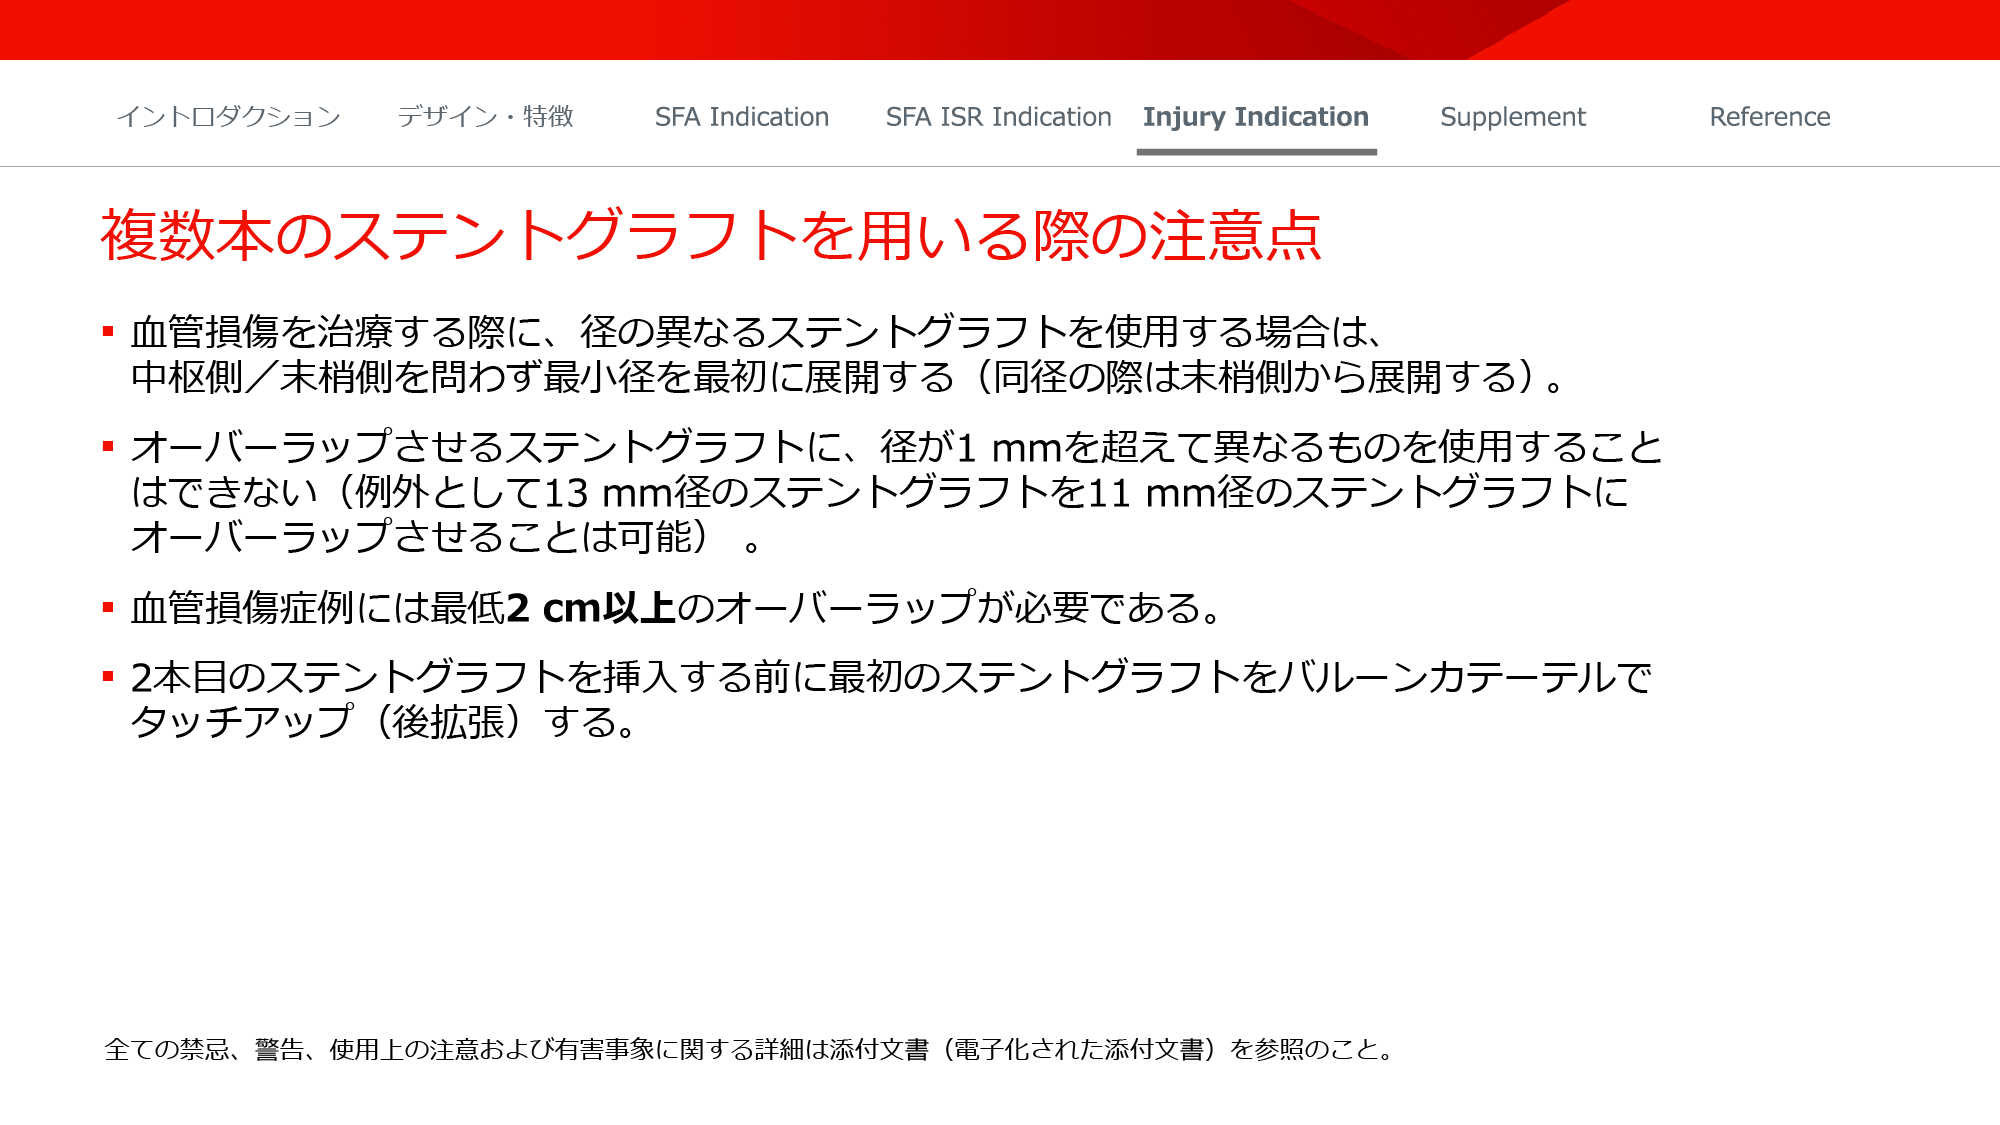 イントロダクション デザイン・特徴 SFA Indication SFA ISR Indication Injury Indication Supplement Reference
複数本のステントグラフトを用いる際の注意点
▪ 血管損傷を治療する際に、径の異なるステントグラフトを使用する場合は、
中枢側／末梢側を問わず最小径を最初に展開する（同径の際は末梢側から展開する）。
▪ オーバーラップさせるステントグラフトに、径が1 mmを超えて異なるものを使用すること
はできない（例外として13 mm径のステントグラフトを11 mm径のステントグラフトに
オーバーラップさせることは可能） 。
▪ 血管損傷症例には最低2 cm以上のオーバーラップが必要である。
▪ 2本目のステントグラフトを挿入する前に最初のステントグラフトをバルーンカテーテルで
タッチアップ（後拡張）する。
全ての禁忌、警告、使用上の注意および有害事象に関する詳細は添付文書（電子化された添付文書）を参照のこと。